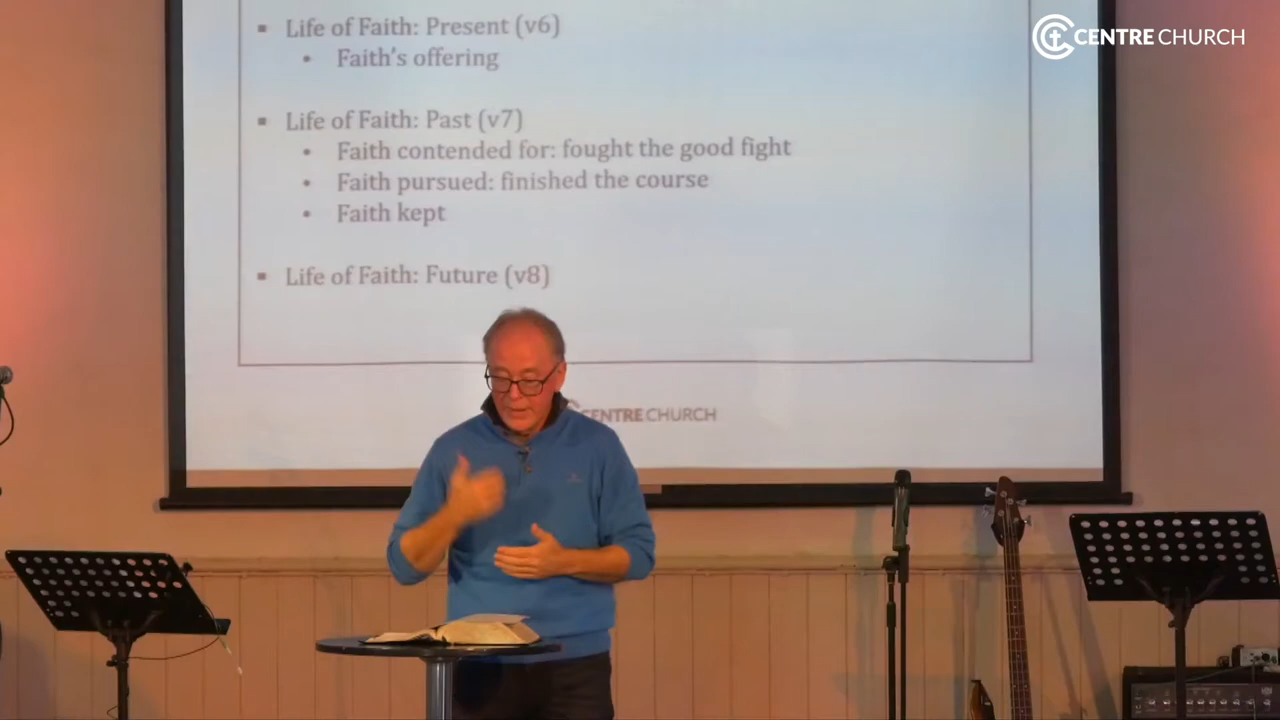 Life of Faith: Present (v6)
CENTRE CHURCH
Faith's offering
Life of Faith: Past (v7)
Faith contended for: fought the good fight
Faith pursued: finished the course
Faith kept
Life of Faith: Future (v8)
CENTRE CHURCH